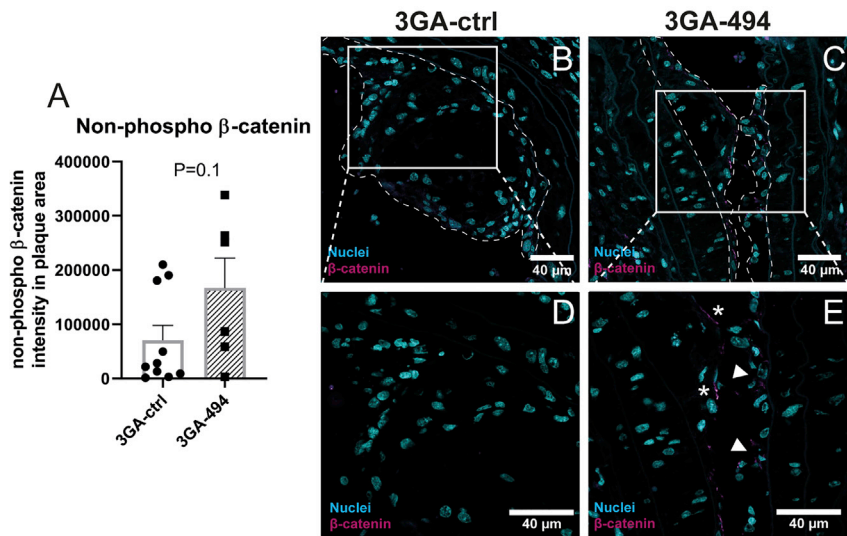 3GA-ctrl
3GA-494
A
Non-phospho β-catenin
non-phospho β-catenin
intensity in plaque area
400000
300000
200000
100000
0
P=0.1
3GA-ctrl
3GA-494
B
Nuclei
β-catenin
40 µm
C
Nuclei
β-catenin
40 µm
D
Nuclei
β-catenin
40 µm
E
*
*
Nuclei
β-catenin
40 µm